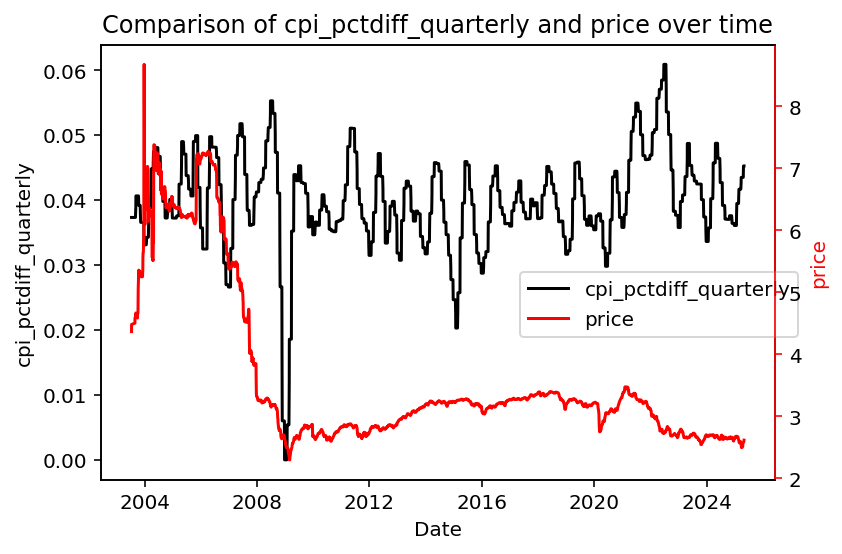 Comparison of cpi_pctdiff_quarterly and price over time
cpi_pctdiff_quarterly
0.06
0.05
0.04
0.03
0.02
0.01
0.00
8
7
6
5
4
3
2
price
cpi_pctdiff_quarterly
price
2004 2008 2012 2016 2020 2024
Date